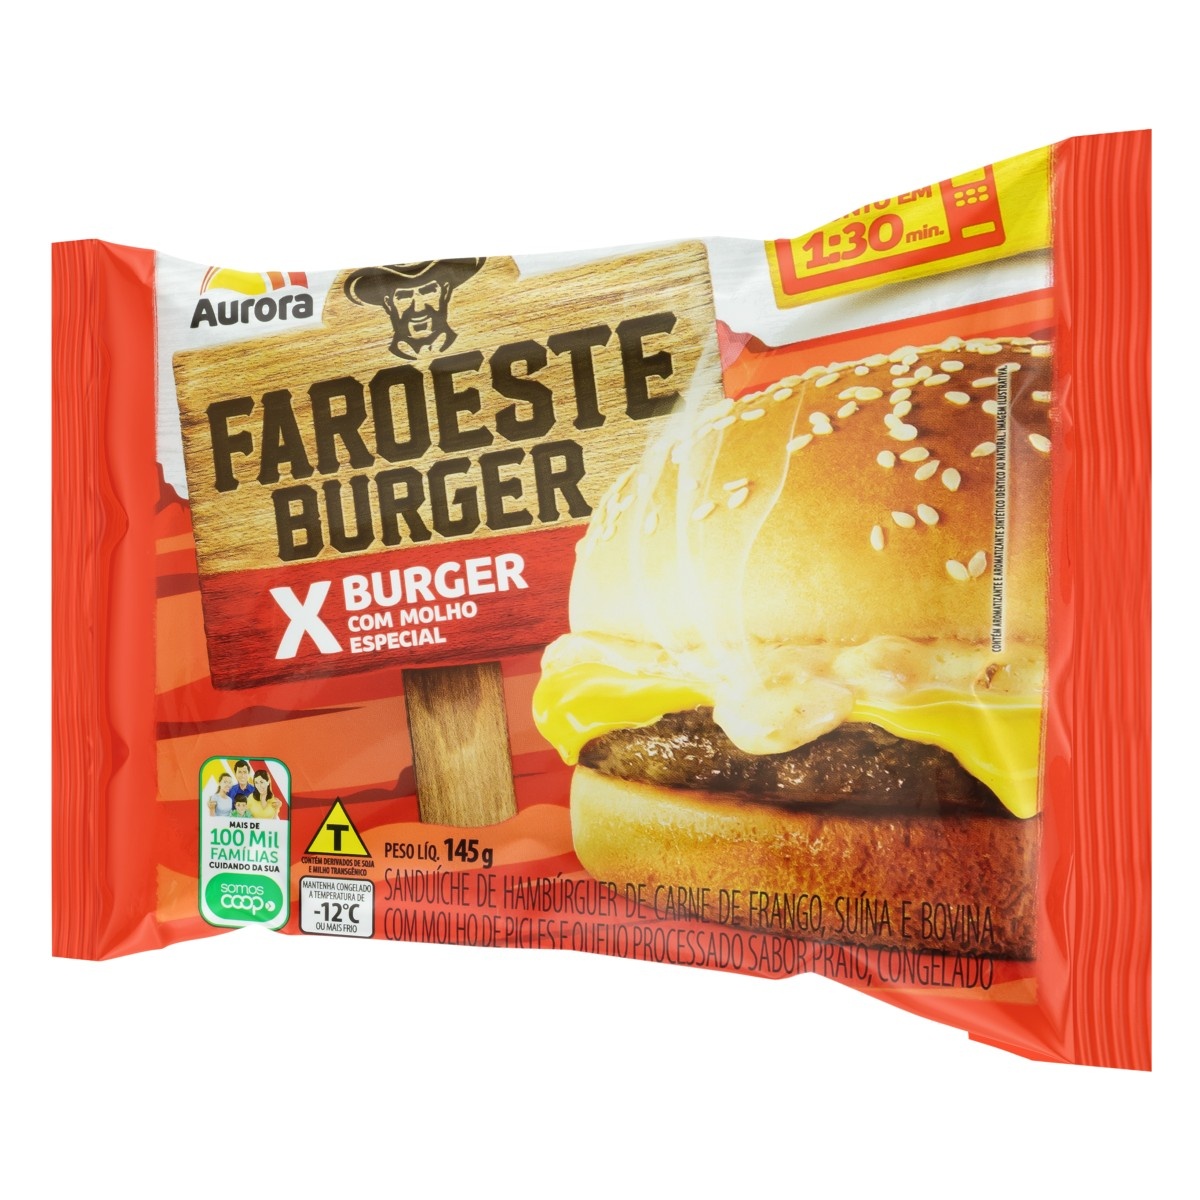 Aurora
FAROESTE
BURGER
X BURGER
COM MOLHO
ESPECIAL
EM
1:30 min.
CONTÉM AROMATIZANTE E AROMATIZANTE SINTÉTICO IDÊNTICO AO NATURAL. IMAGEM ILUSTRATIVA.
MAIS DE
100 Mil
FAMÍLIAS
CUIDANDO DA SUA
somos
coop
T
CONTÉM DERIVADOS DE SOJA
E MILHO TRANSGÊNICO
MANTENHA CONGELADO
A TEMPERATURA DE
-12°C
OU MAIS FRIO
PESO LÍQ. 145g
SANDUÍCHE DE HAMBÚRGUER DE CARNE DE FRANGO, SUÍNA E BOVINA
COM MOLHO DE PICLES E QUEIJO PROCESSADO SABOR PRATO, CONGELADO